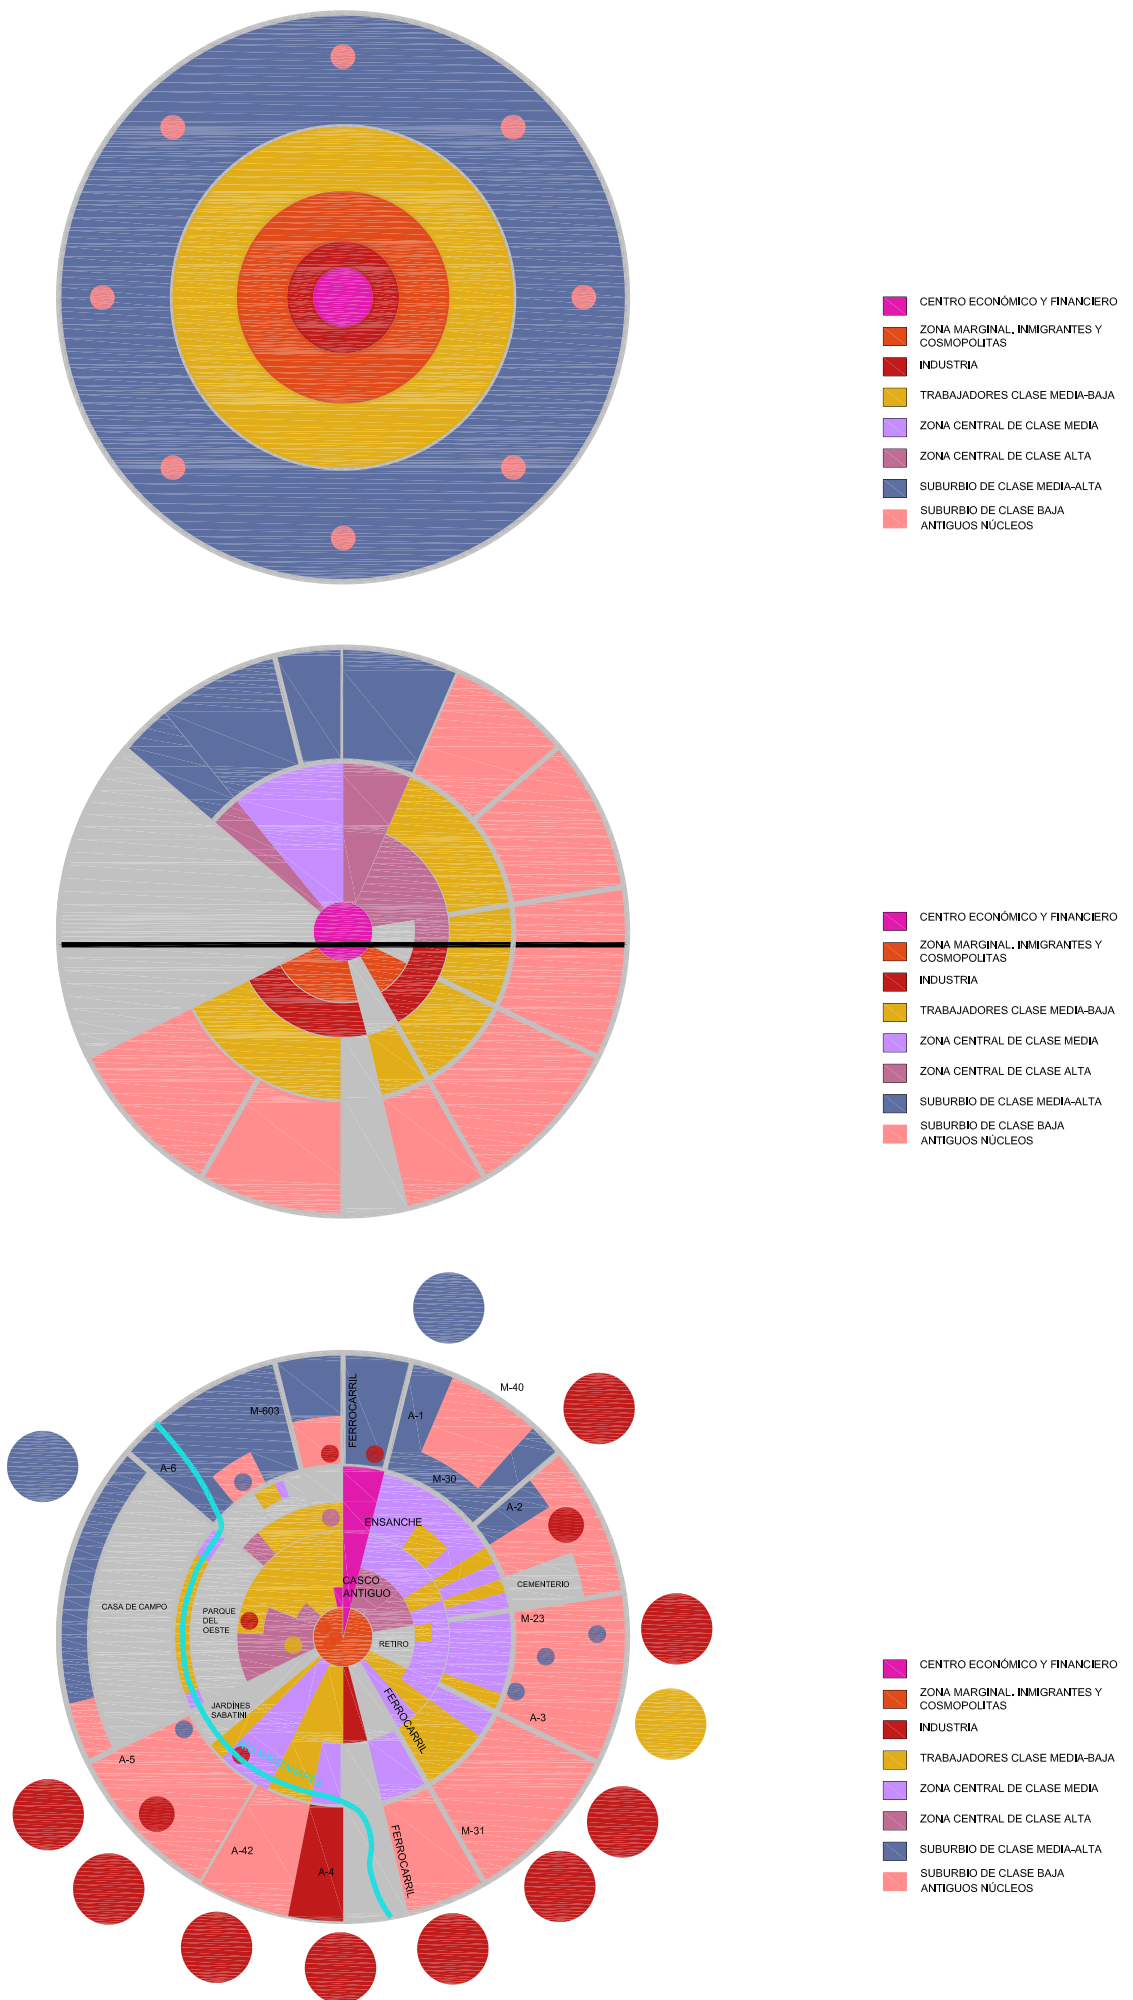 CENTRO ECONÓMICO Y FINANCIERO
ZONA MARGINAL. INMIGRANTES Y
COSMOPOLITAS
INDUSTRIA
TRABAJADORES CLASE MEDIA-BAJA
ZONA CENTRAL DE CLASE MEDIA
ZONA CENTRAL DE CLASE ALTA
SUBURBIO DE CLASE MEDIA-ALTA
SUBURBIO DE CLASE BAJA
ANTIGUOS NÚCLEOS
CENTRO ECONÓMICO Y FINANCIERO
ZONA MARGINAL. INMIGRANTES Y
COSMOPOLITAS
INDUSTRIA
TRABAJADORES CLASE MEDIA-BAJA
ZONA CENTRAL DE CLASE MEDIA
ZONA CENTRAL DE CLASE ALTA
SUBURBIO DE CLASE MEDIA-ALTA
SUBURBIO DE CLASE BAJA
ANTIGUOS NÚCLEOS
M-40
M-603
FERROCARRIL
A-1
A-6
M-30
A-2
ENSANCHE
CASCO
ANTIGUO
CEMENTERIO
CASA DE CAMPO
PARQUE
DEL
OESTE
M-23
RETIRO
JARDINES
SABATINI
FERROCARRIL
A-3
A-5
RIO MANZANARES
M-31
A-42
A-4
FERROCARRIL
CENTRO ECONÓMICO Y FINANCIERO
ZONA MARGINAL. INMIGRANTES Y
COSMOPOLITAS
INDUSTRIA
TRABAJADORES CLASE MEDIA-BAJA
ZONA CENTRAL DE CLASE MEDIA
ZONA CENTRAL DE CLASE ALTA
SUBURBIO DE CLASE MEDIA-ALTA
SUBURBIO DE CLASE BAJA
ANTIGUOS NÚCLEOS